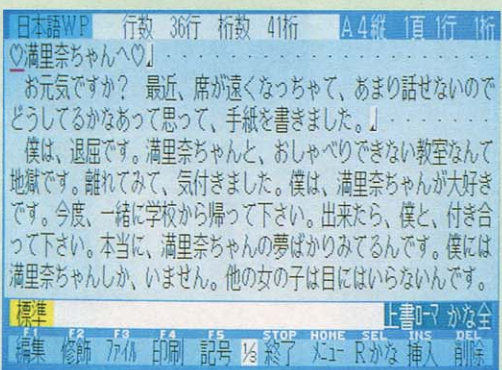 日本語WP 行数 36行 桁数 41桁 A4縦 1頁 1行 1桁
♡満里奈ちゃんへ♡」
お元気ですか? 最近、席が遠くなっちゃて、あまり話せないので
どうしてるかなあって思って、手紙を書きました。」
僕は、退屈です。満里奈ちゃんと、おしゃべりできない教室なんて
地獄です。離れてみて、気付きました。僕は、満里奈ちゃんが大好き
です。今度、一緒に学校から帰って下さい。出来たら、僕と、付き合
って下さい。本当に、満里奈ちゃんの夢ばかりみてるんです。僕には
満里奈ちゃんしか、いません。他の女の子は目にはいらないんです。
標準 上書ローマ かな全
F1 F2 F3 F4 F5 STOP HOME SEL INS DEL
編集 修飾 ファイル 印刷 記号 1/3 終了 メニュー Rかな 挿入 削除